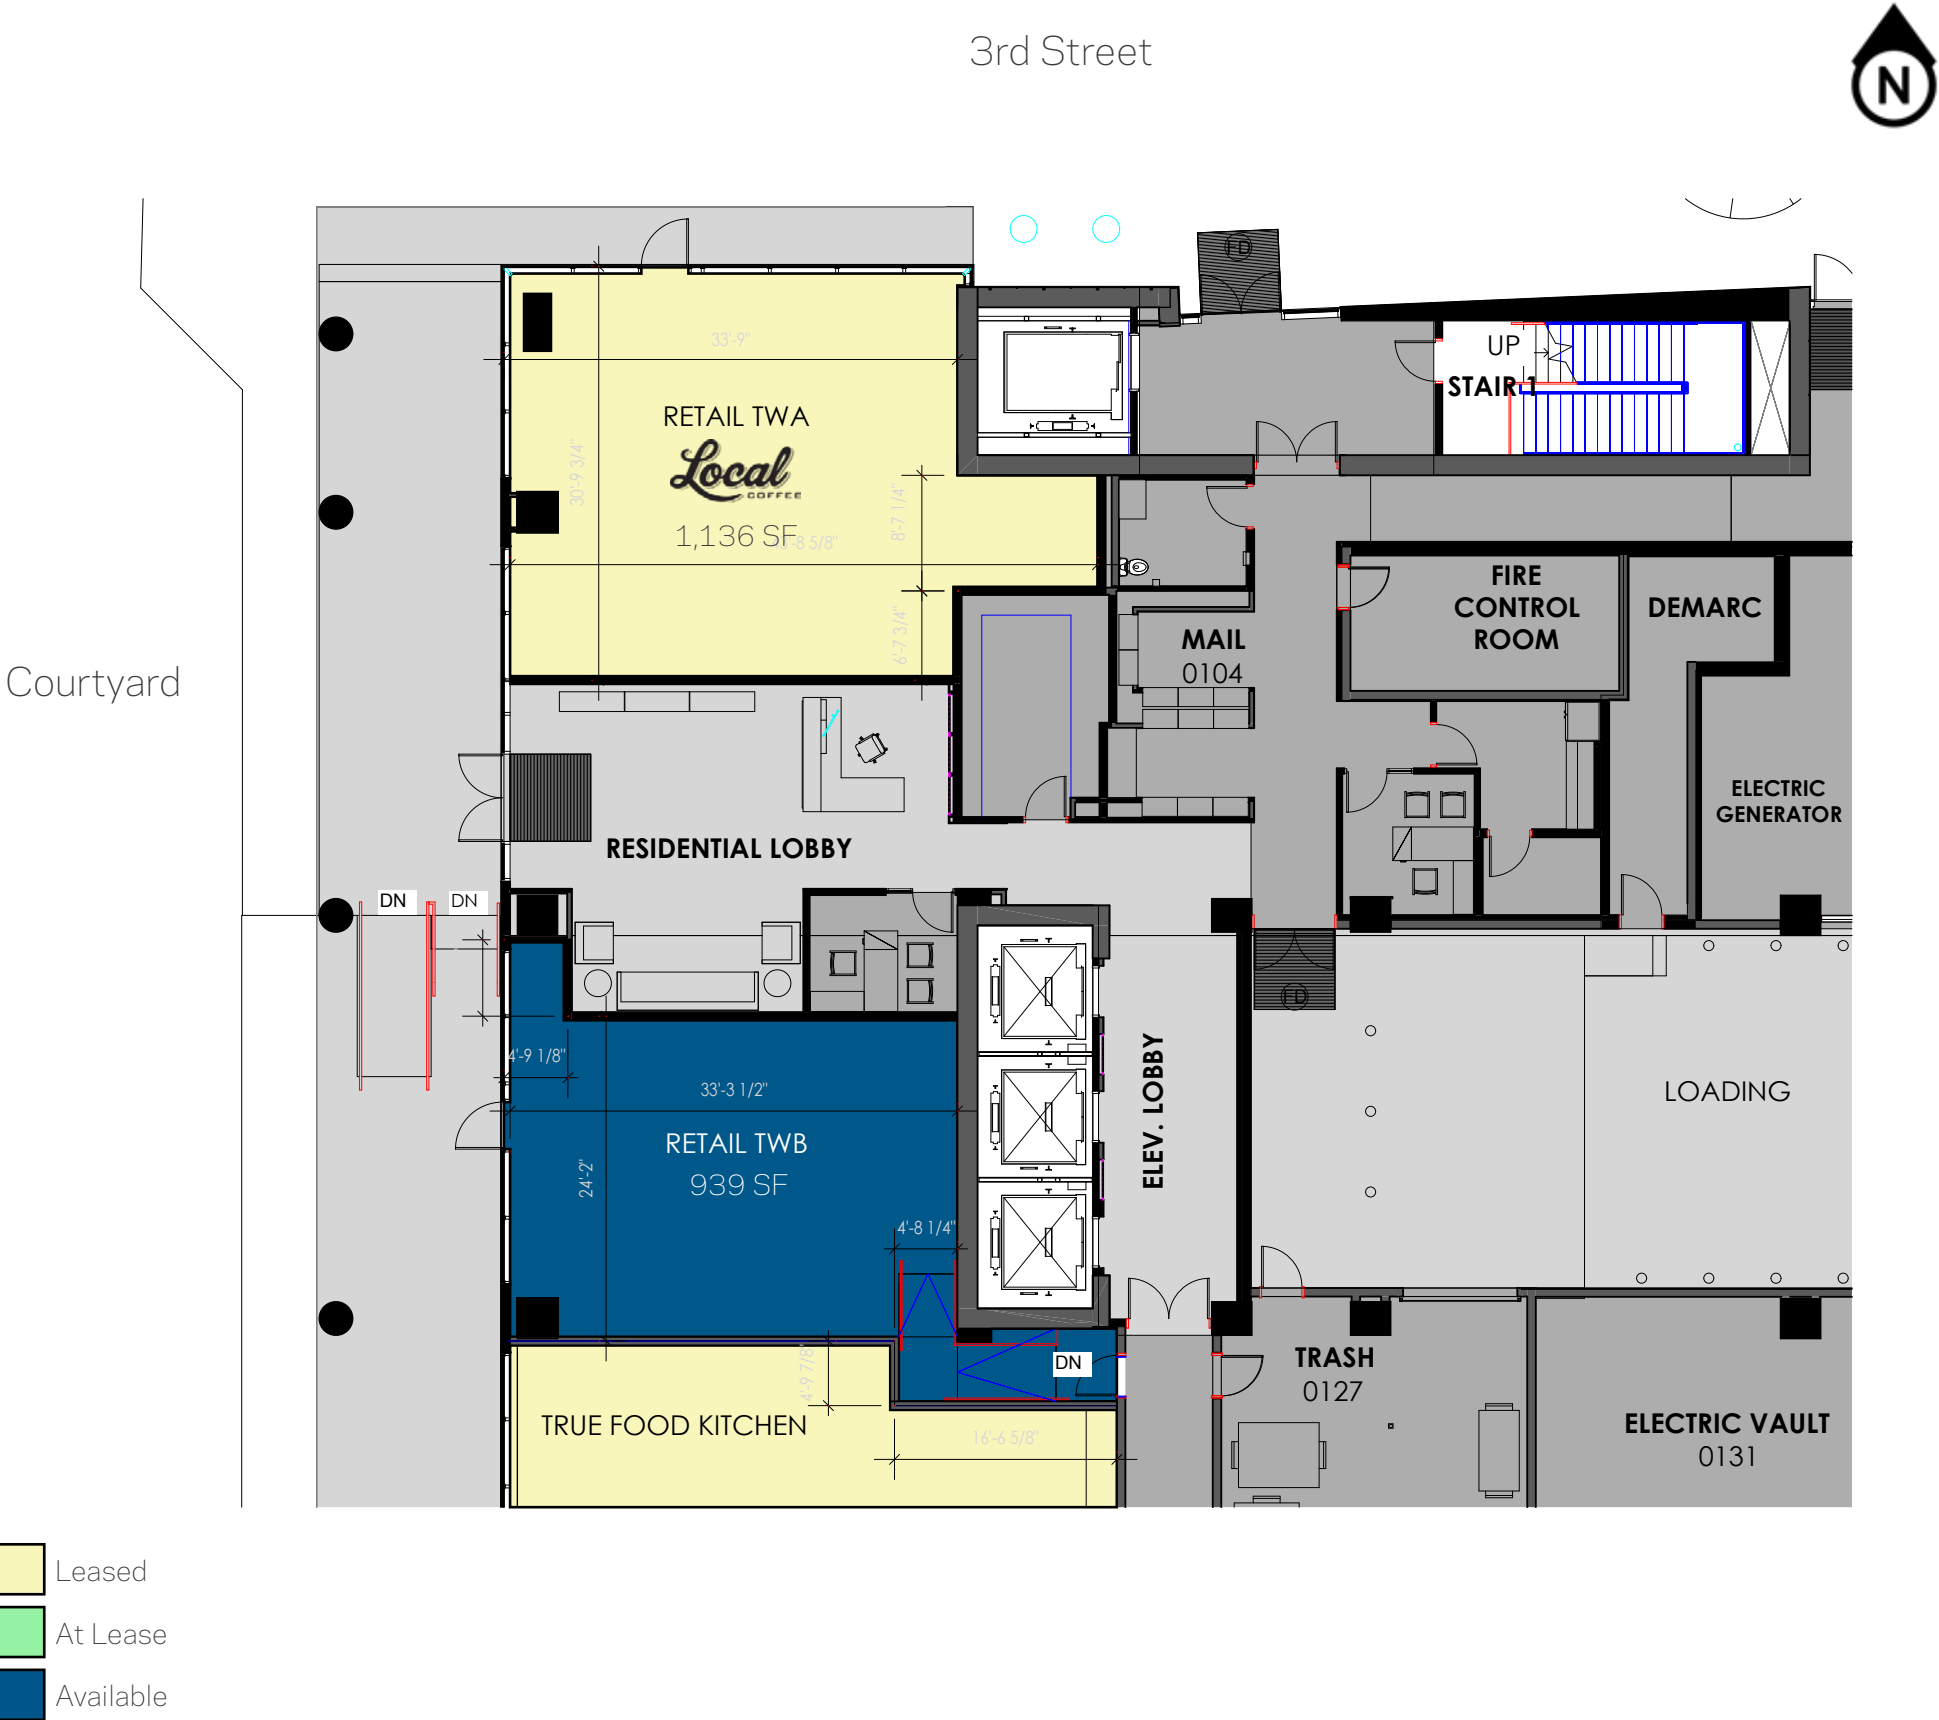 3rd Street
N
FD
33'-9"
UP
STAIR 1
RETAIL TWA
Local
COFFEE
1,136 SF
30'-9 3/4"
8'-7 1/4"
6'-7 3/4"
FIRE
CONTROL
ROOM
DEMARC
MAIL
0104
Courtyard
ELECTRIC
GENERATOR
RESIDENTIAL LOBBY
DN
DN
FD
4'-9 1/8"
33'-3 1/2"
ELEV. LOBBY
LOADING
RETAIL TWB
939 SF
24'-2"
4'-8 1/4"
DN
4'-9 7/8"
TRASH
0127
TRUE FOOD KITCHEN
16'-6 5/8"
ELECTRIC VAULT
0131
Leased
At Lease
Available